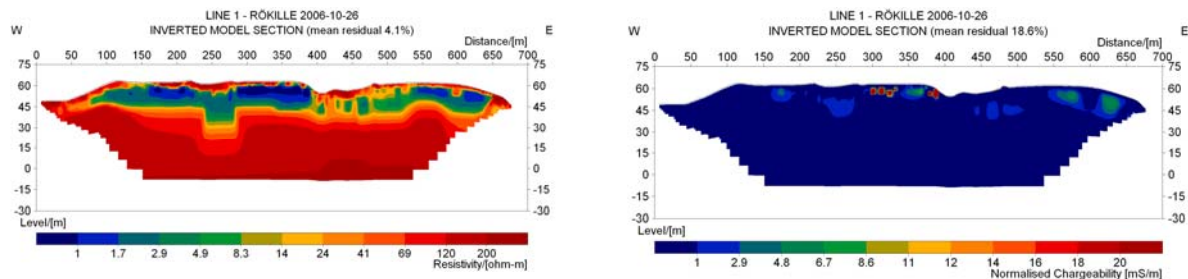 LINE 1 - RÖKILLE 2006-10-26
W INVERTED MODEL SECTION (mean residual 4.1%) E
Distance/[m]
0 50 100 150 200 250 300 350 400 450 500 550 600 650 700
75 75
60 60
45 45
30 30
15 15
0 0
-15 -15
-30 -30
Level/[m]
1 1.7 2.9 4.9 8.3 14 24 41 69 120 200
Resistivity/[ohm-m]
LINE 1 - RÖKILLE 2006-10-26
W INVERTED MODEL SECTION (mean residual 18.6%) E
Distance/[m]
0 50 100 150 200 250 300 350 400 450 500 550 600 650 700
75 75
60 60
45 45
30 30
15 15
0 0
-15 -15
-30 -30
Level/[m]
1 2.9 4.8 6.7 8.6 11 12 14 16 18 20
Normalised Chargeability [mS/m]